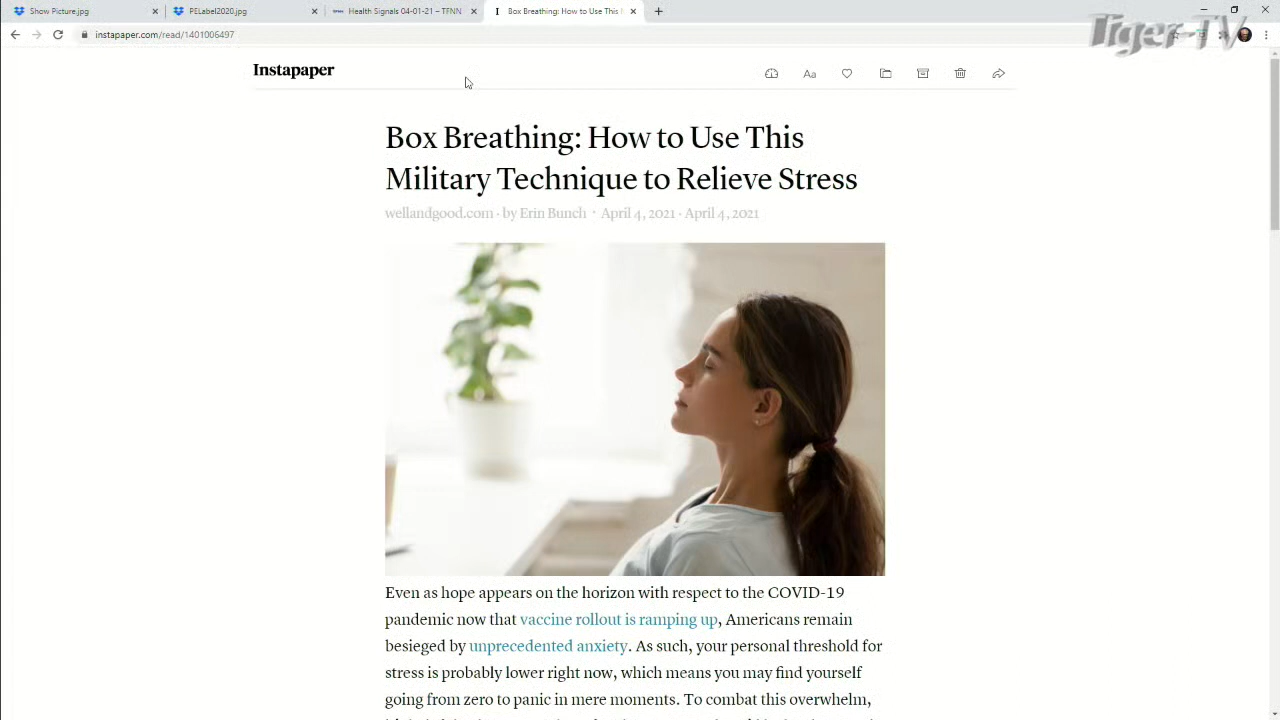 Show Picture.jpg
PELabel2020.jpg
Health Signals 04-01-21 – TFNN
Box Breathing: How to Use This
Tiger-TV
instapaper.com/read/1401006497
Instapaper
Aa
Box Breathing: How to Use This
Military Technique to Relieve Stress
wellandgood.com · by Erin Bunch · April 4, 2021 · April 4, 2021
Even as hope appears on the horizon with respect to the COVID-19
pandemic now that vaccine rollout is ramping up, Americans remain
besieged by unprecedented anxiety. As such, your personal threshold for
stress is probably lower right now, which means you may find yourself
going from zero to panic in mere moments. To combat this overwhelm,